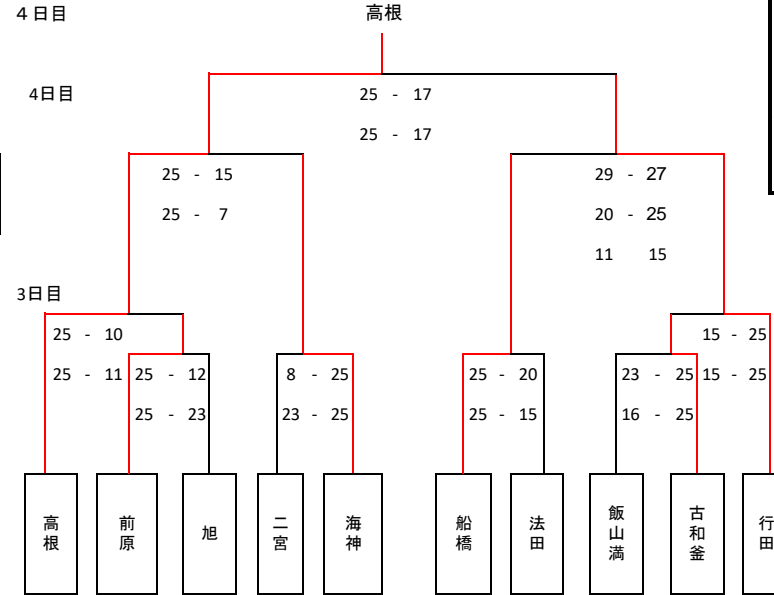 ４日目
高根
4日目
25 - 17
25 - 17
25 - 15
29 - 27
25 - 7
20 - 25
11 15
3日目
25 - 10
15 - 25
25 - 11
25 - 12
8 - 25
25 - 20
23 - 25
15 - 25
25 - 23
23 - 25
25 - 15
16 - 25
高根
前原
旭
二宮
海神
船橋
法田
飯山満
古和釜
行田